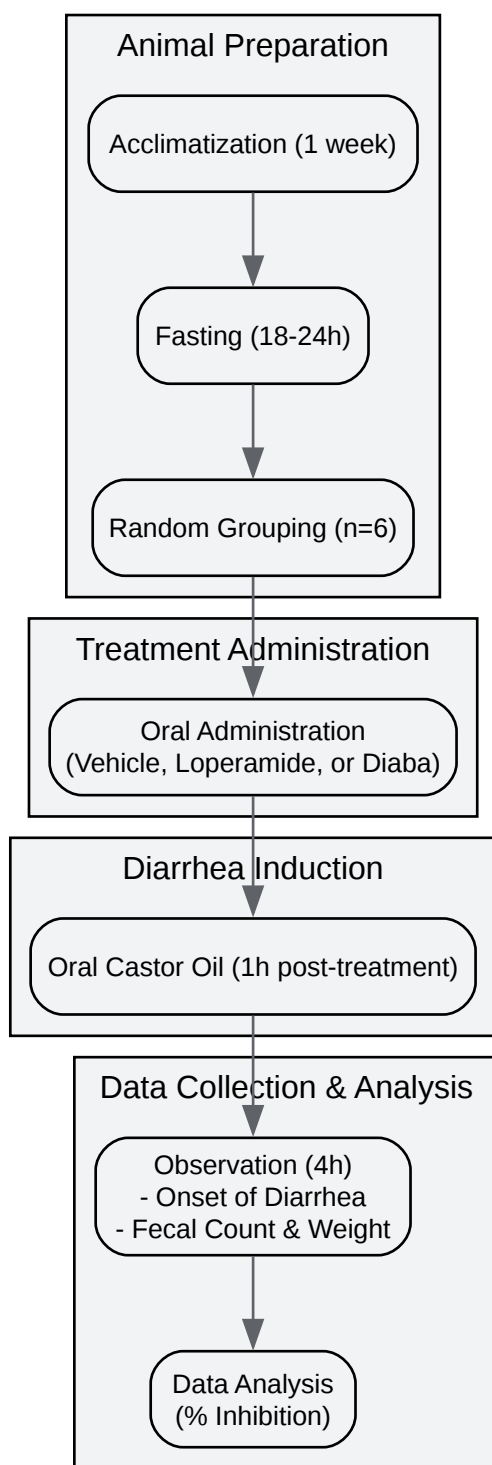 Animal Preparation
Acclimatization (1 week)
Fasting (18-24h)
Random Grouping (n=6)
Treatment Administration
Oral Administration
(Vehicle, Loperamide, or Diaba)
Diarrhea Induction
Oral Castor Oil (1h post-treatment)
Data Collection & Analysis
Observation (4h)
- Onset of Diarrhea
- Fecal Count & Weight
Data Analysis
(% Inhibition)